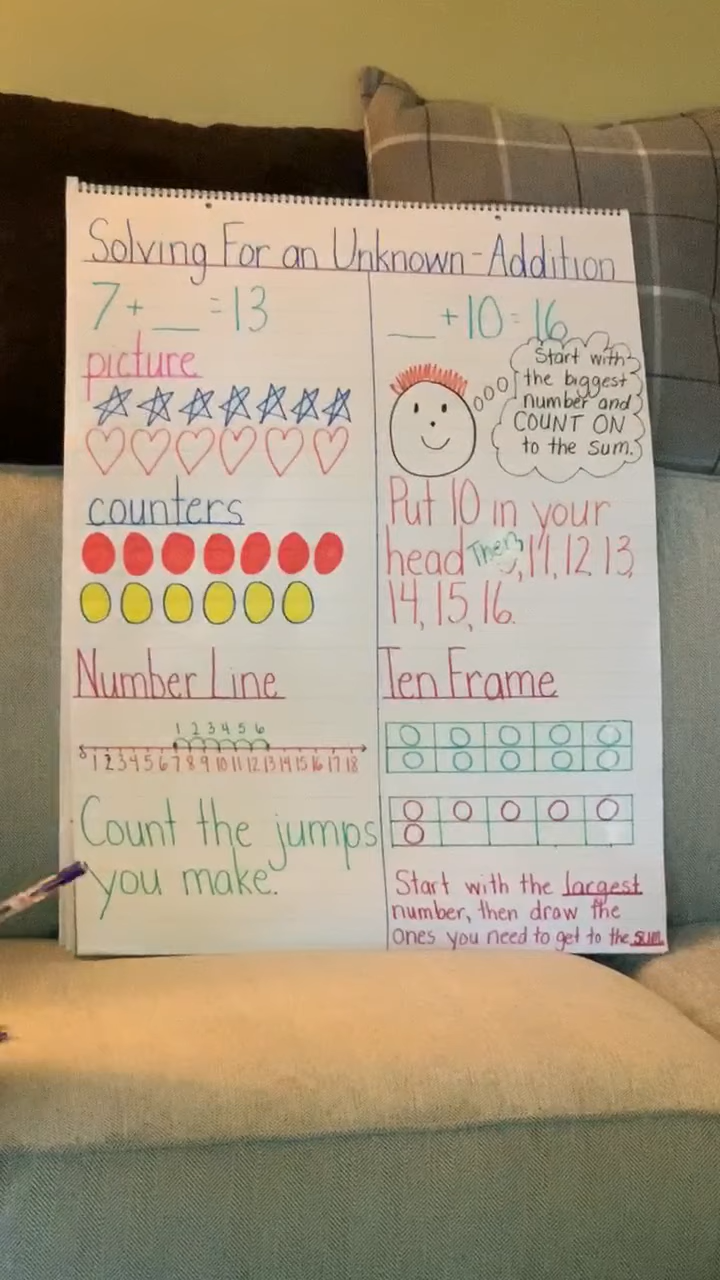 Solving For an Unknown-Addition
7 + __ = 13
picture
counters
Number Line
1 2 3 4 5 6
1 2 3 4 5 6 7 8 9 10 11 12 13 14 15 16 17 18
Count the jumps
you make.
__ + 10 = 16
Start with
the biggest
number and
COUNT ON
to the sum.
Put 10 in your
head Then, 11, 12, 13,
14, 15, 16.
Ten Frame
Start with the largest
number, then draw the
ones you need to get to the sum.